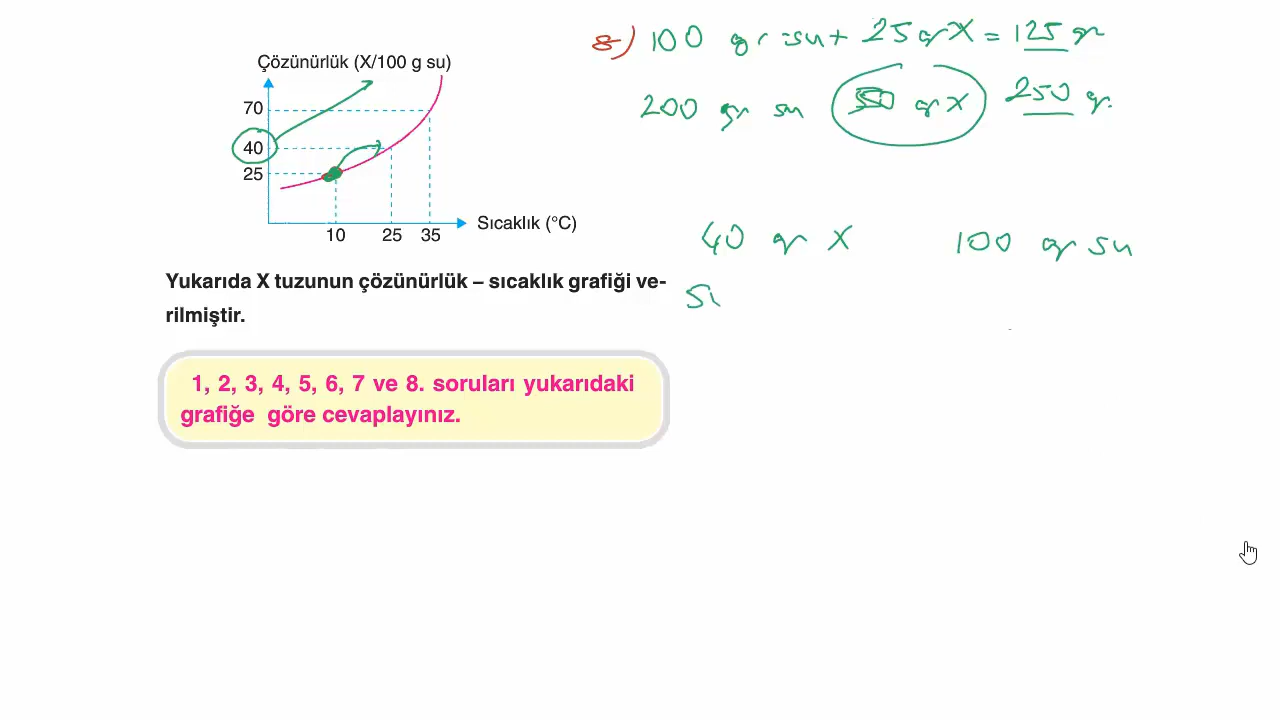 Çözünürlük (X/100 g su)
70
40
25
10 25 35
Sıcaklık (°C)
Yukarıda X tuzunun çözünürlük – sıcaklık grafiği ve-
rilmiştir.
1, 2, 3, 4, 5, 6, 7 ve 8. soruları yukarıdaki
grafiğe göre cevaplayınız.
8-) 100 gr su + 25 gr X = 125 gr
200 gr su 50 gr X 250 gr.
40 gr X 100 gr su